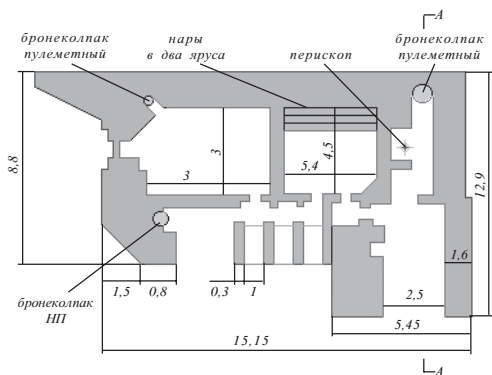 А
бронеколпак
пулеметный
нары
в два яруса
перископ
бронеколпак
пулеметный
8,8
3
3
4,5
5,4
12,9
1,6
бронеколпак
НП
1,5
0,8
0,3
1
2,5
5,45
15,15
А